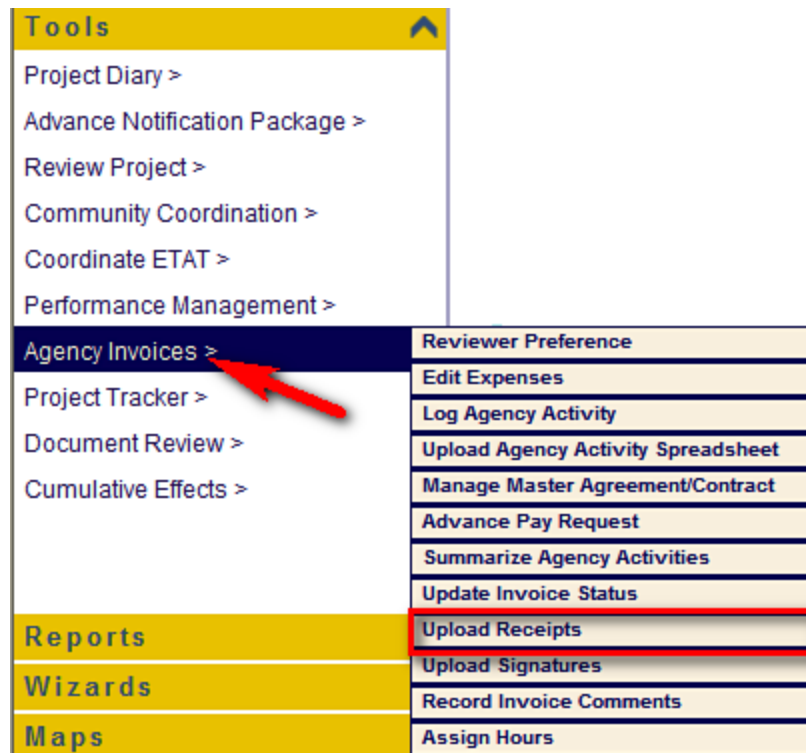 Tools
Project Diary >
Advance Notification Package >
Review Project >
Community Coordination >
Coordinate ETAT >
Performance Management >
Agency Invoices >
Project Tracker >
Document Review >
Cumulative Effects >
Reviewer Preference
Edit Expenses
Log Agency Activity
Upload Agency Activity Spreadsheet
Manage Master Agreement/Contract
Advance Pay Request
Summarize Agency Activities
Update Invoice Status
Upload Receipts
Upload Signatures
Record Invoice Comments
Assign Hours
Reports
Wizards
Maps